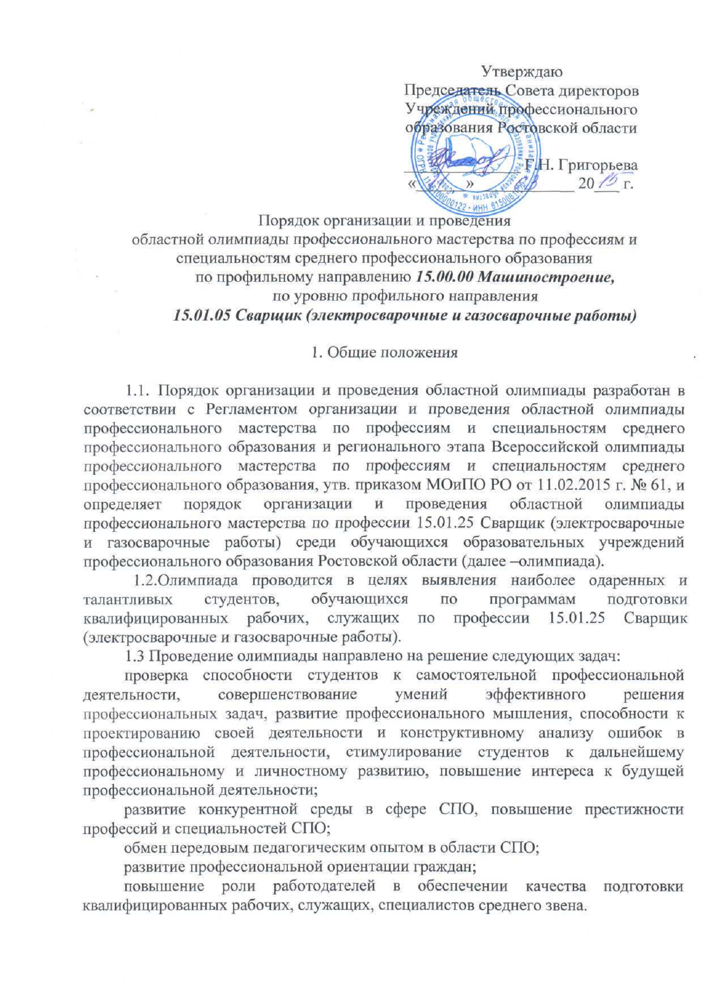 Утверждаю
Председатель Совета директоров
Учреждений профессионального
образования Ростовской области
Г.Н. Григорьева
« » 03 2015 г.
Региональная общественная организация
ОГРН 1146100000122 • ИНН
Порядок организации и проведения
областной олимпиады профессионального мастерства по профессиям и
специальностям среднего профессионального образования
по профильному направлению 15.00.00 Машиностроение,
по уровню профильного направления
15.01.05 Сварщик (электросварочные и газосварочные работы)
1. Общие положения
1.1. Порядок организации и проведения областной олимпиады разработан в
соответствии с Регламентом организации и проведения областной олимпиады
профессионального мастерства по профессиям и специальностям среднего
профессионального образования и регионального этапа Всероссийской олимпиады
профессионального мастерства по профессиям и специальностям среднего
профессионального образования, утв. приказом МОиПО РО от 11.02.2015 г. № 61, и
определяет порядок организации и проведения областной олимпиады
профессионального мастерства по профессии 15.01.25 Сварщик (электросварочные
и газосварочные работы) среди обучающихся образовательных учреждений
профессионального образования Ростовской области (далее –олимпиада).
1.2.Олимпиада проводится в целях выявления наиболее одаренных и
талантливых студентов, обучающихся по программам подготовки
квалифицированных рабочих, служащих по профессии 15.01.25 Сварщик
(электросварочные и газосварочные работы).
1.3 Проведение олимпиады направлено на решение следующих задач:
проверка способности студентов к самостоятельной профессиональной
деятельности, совершенствование умений эффективного решения
профессиональных задач, развитие профессионального мышления, способности к
проектированию своей деятельности и конструктивному анализу ошибок в
профессиональной деятельности, стимулирование студентов к дальнейшему
профессиональному и личностному развитию, повышение интереса к будущей
профессиональной деятельности;
развитие конкурентной среды в сфере СПО, повышение престижности
профессий и специальностей СПО;
обмен передовым педагогическим опытом в области СПО;
развитие профессиональной ориентации граждан;
повышение роли работодателей в обеспечении качества подготовки
квалифицированных рабочих, служащих, специалистов среднего звена.